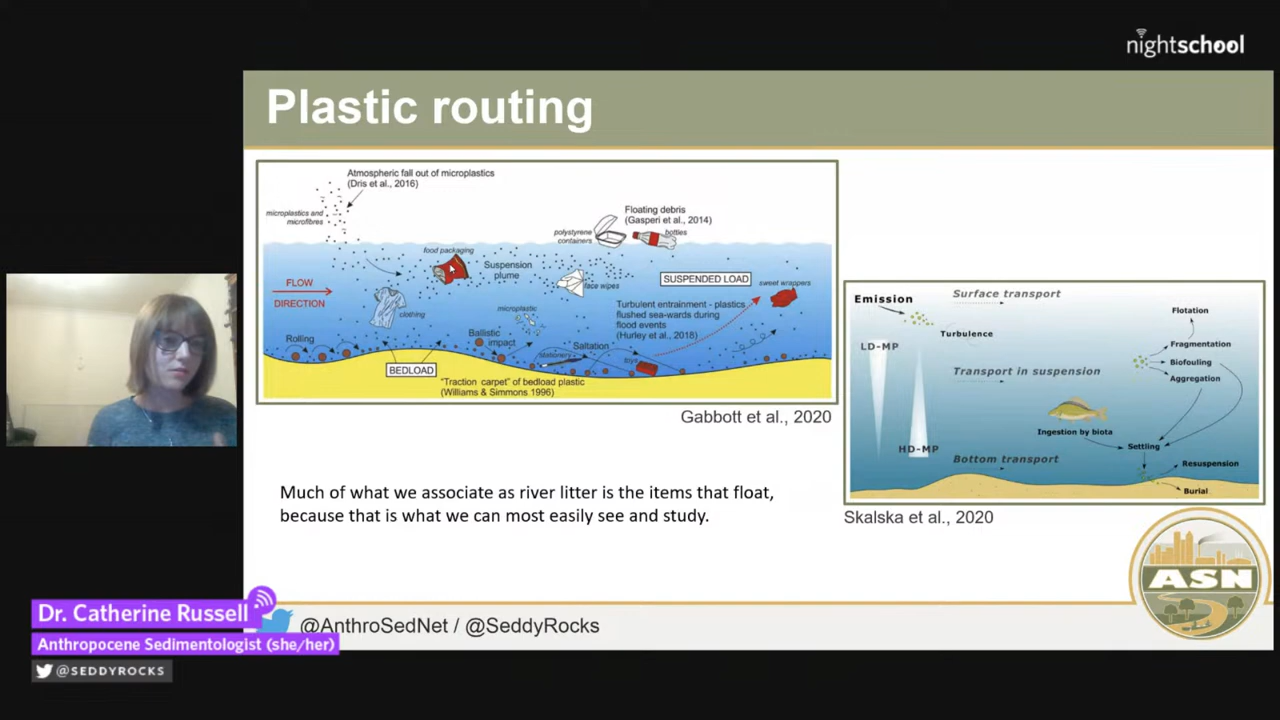 nightschool
Plastic routing
Atmospheric fall out of microplastics
(Dris et al., 2016)
microplastics and
microfibres
Floating debris
(Gasperi et al., 2014)
polystyrene
containers
bottles
food packaging
Suspension
plume
face wipes
SUSPENDED LOAD
sweet wrappers
FLOW
DIRECTION
clothing
microplastic
Turbulent entrainment - plastics
flushed sea-wards during
flood events
(Hurley et al., 2018)
Rolling
Ballistic
impact
Saltation
stationery
toys
BEDLOAD
"Traction carpet" of bedload plastic
(Williams & Simmons 1996)
Gabbott et al., 2020
Emission
Surface transport
Turbulence
LD-MP
Transport in suspension
HD-MP
Bottom transport
Flotation
Fragmentation
Biofouling
Aggregation
Ingestion by biota
Settling
Resuspension
Burial
Skalska et al., 2020
Much of what we associate as river litter is the items that float,
because that is what we can most easily see and study.
ASN
@AnthroSedNet / @SeddyRocks
Dr. Catherine Russell
Anthropocene Sedimentologist (she/her)
@SEDDYROCKS